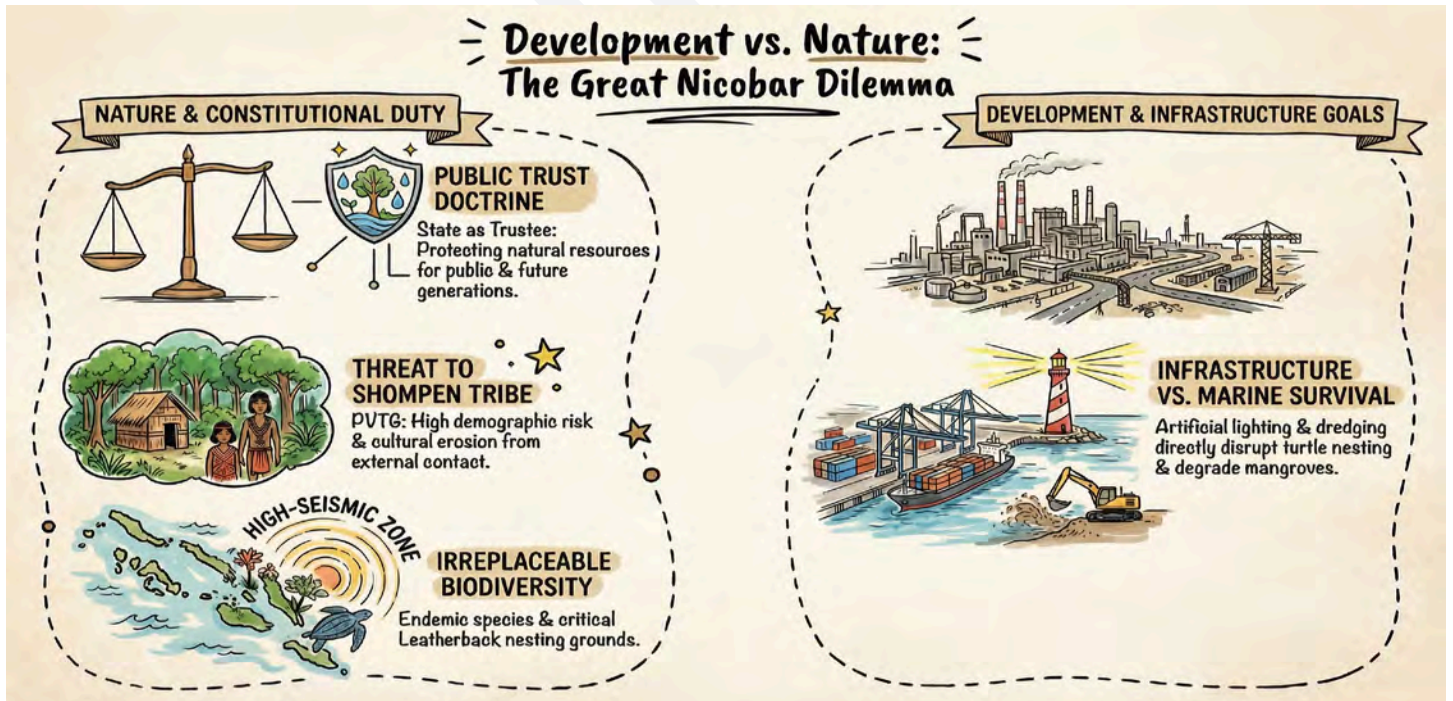 Development vs. Nature:
The Great Nicobar Dilemma
NATURE & CONSTITUTIONAL DUTY
PUBLIC TRUST
DOCTRINE
State as Trustee:
Protecting natural resources
for public & future
generations.
THREAT TO
SHOMPEN TRIBE
PVTG: High demographic risk
& cultural erosion from
external contact.
HIGH-SEISMIC ZONE
IRREPLACEABLE
BIODIVERSITY
Endemic species & critical
Leatherback nesting grounds.
DEVELOPMENT & INFRASTRUCTURE GOALS
INFRASTRUCTURE
VS. MARINE SURVIVAL
Artificial lighting & dredging
directly disrupt turtle nesting
& degrade mangroves.